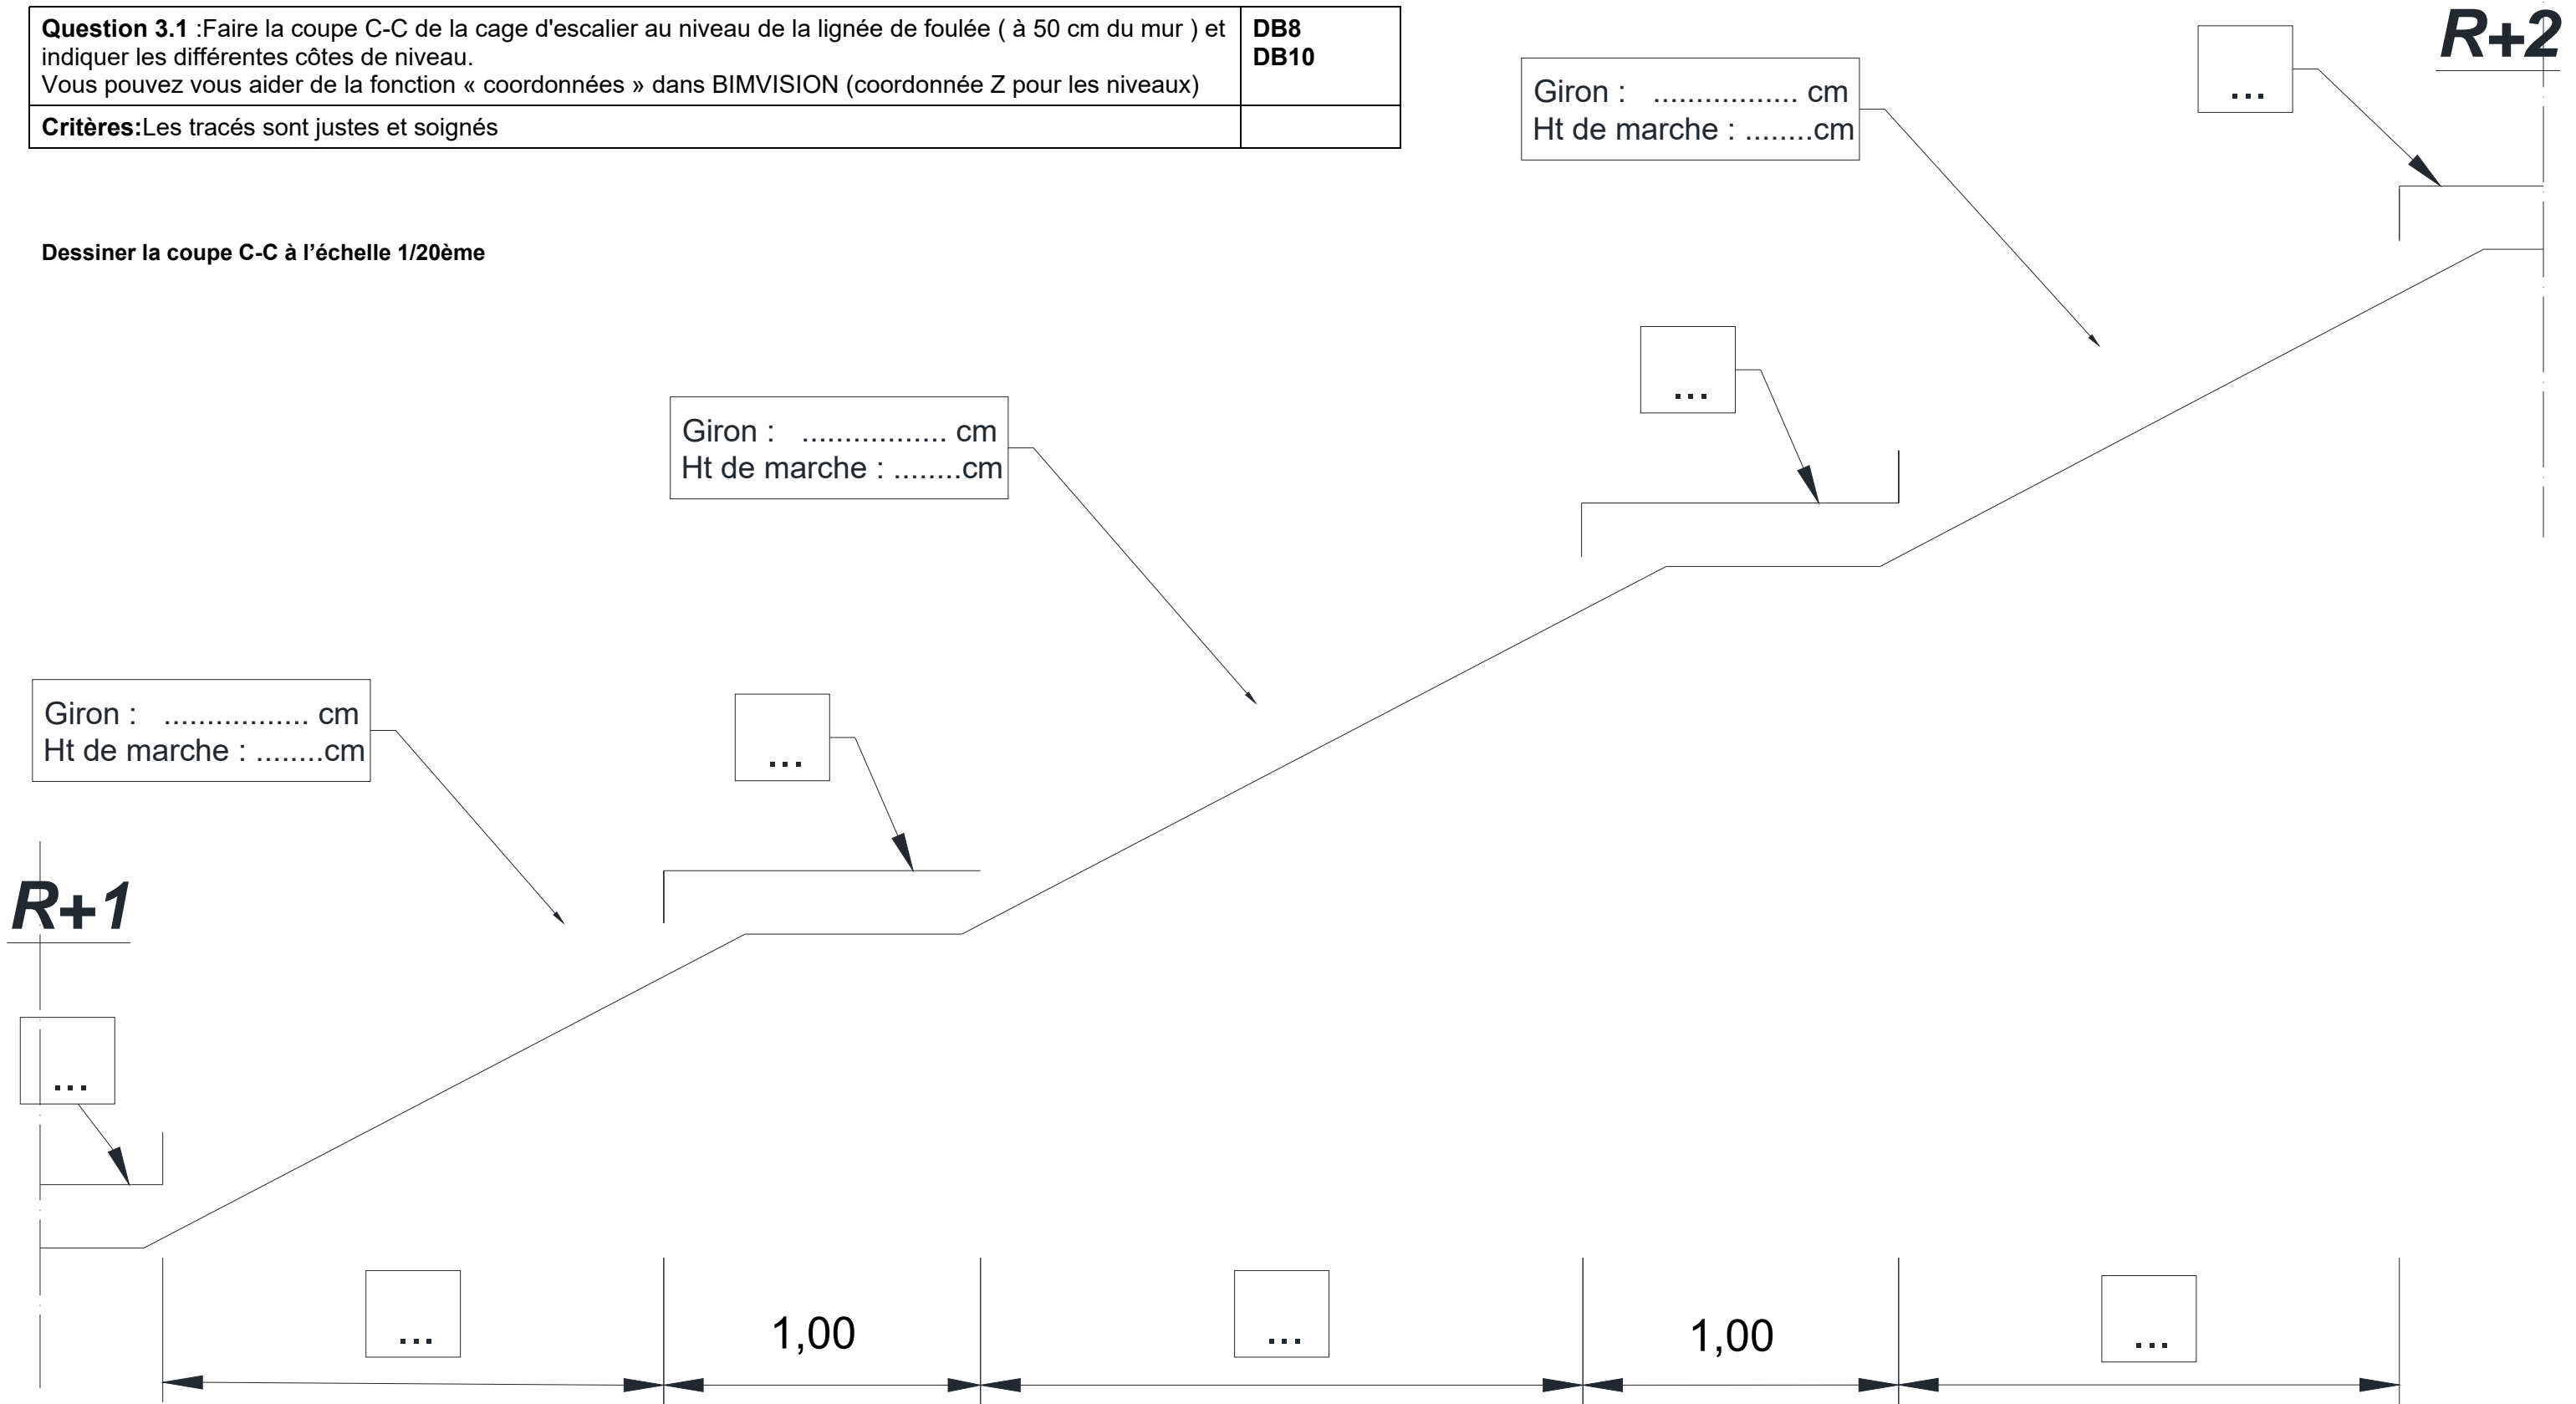 Question 3.1 :Faire la coupe C-C de la cage d'escalier au niveau de la lignée de foulée ( à 50 cm du mur ) et
indiquer les différentes côtes de niveau.
Vous pouvez vous aider de la fonction « coordonnées » dans BIMVISION (coordonnée Z pour les niveaux)
DB8
DB10
Critères:Les tracés sont justes et soignés
Dessiner la coupe C-C à l'échelle 1/20ème
R+2
...
Giron : ................. cm
Ht de marche : ........cm
...
Giron : ................. cm
Ht de marche : ........cm
...
Giron : ................. cm
Ht de marche : ........cm
R+1
...
...
1,00
...
1,00
...